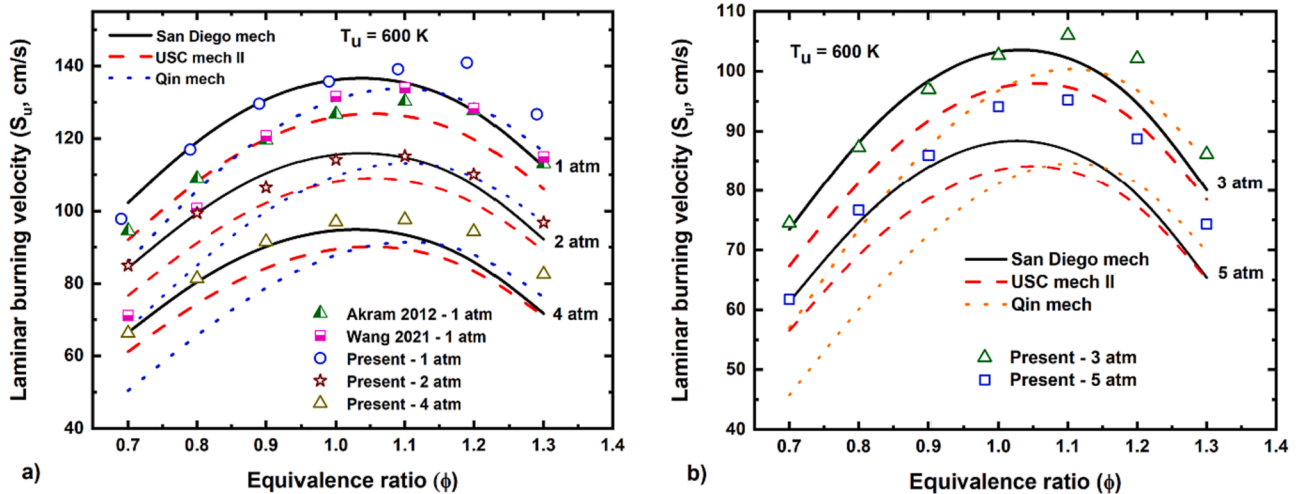 San Diego mech
USC mech II
Qin mech
Tu = 600 K
1 atm
2 atm
4 atm
Akram 2012 - 1 atm
Wang 2021 - 1 atm
Present - 1 atm
Present - 2 atm
Present - 4 atm
Laminar burning velocity (Su, cm/s)
140
120
100
80
60
40
0.7 0.8 0.9 1.0 1.1 1.2 1.3 1.4
Equivalence ratio (ϕ)
a)
Tu = 600 K
3 atm
San Diego mech
USC mech II
Qin mech
5 atm
Present - 3 atm
Present - 5 atm
Laminar burning velocity (Su, cm/s)
110
100
90
80
70
60
50
40
0.7 0.8 0.9 1.0 1.1 1.2 1.3 1.4
Equivalence ratio (ϕ)
b)